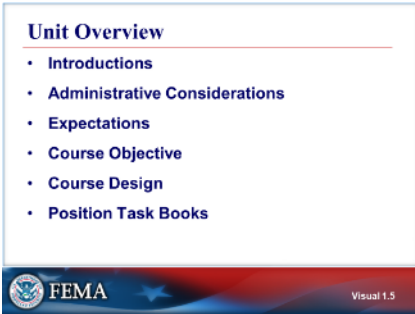 Unit Overview
• Introductions
• Administrative Considerations
• Expectations
• Course Objective
• Course Design
• Position Task Books
FEMA
Visual 1.5